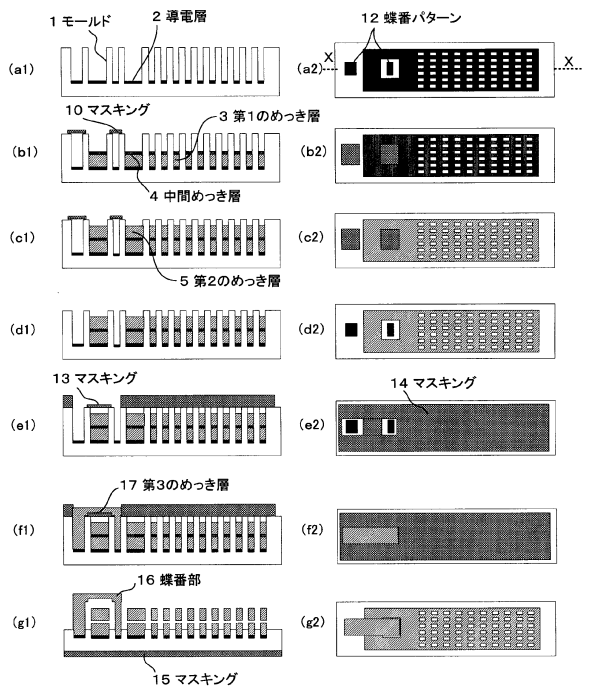 1 モールド
2 導電層
12 蝶番パターン
(a1)
(a2)
X
X
10 マスキング
3 第1のめっき層
(b1)
(b2)
4 中間めっき層
(c1)
(c2)
5 第2のめっき層
(d1)
(d2)
13 マスキング
14 マスキング
(e1)
(e2)
17 第3のめっき層
(f1)
(f2)
16 蝶番部
(g1)
(g2)
15 マスキング